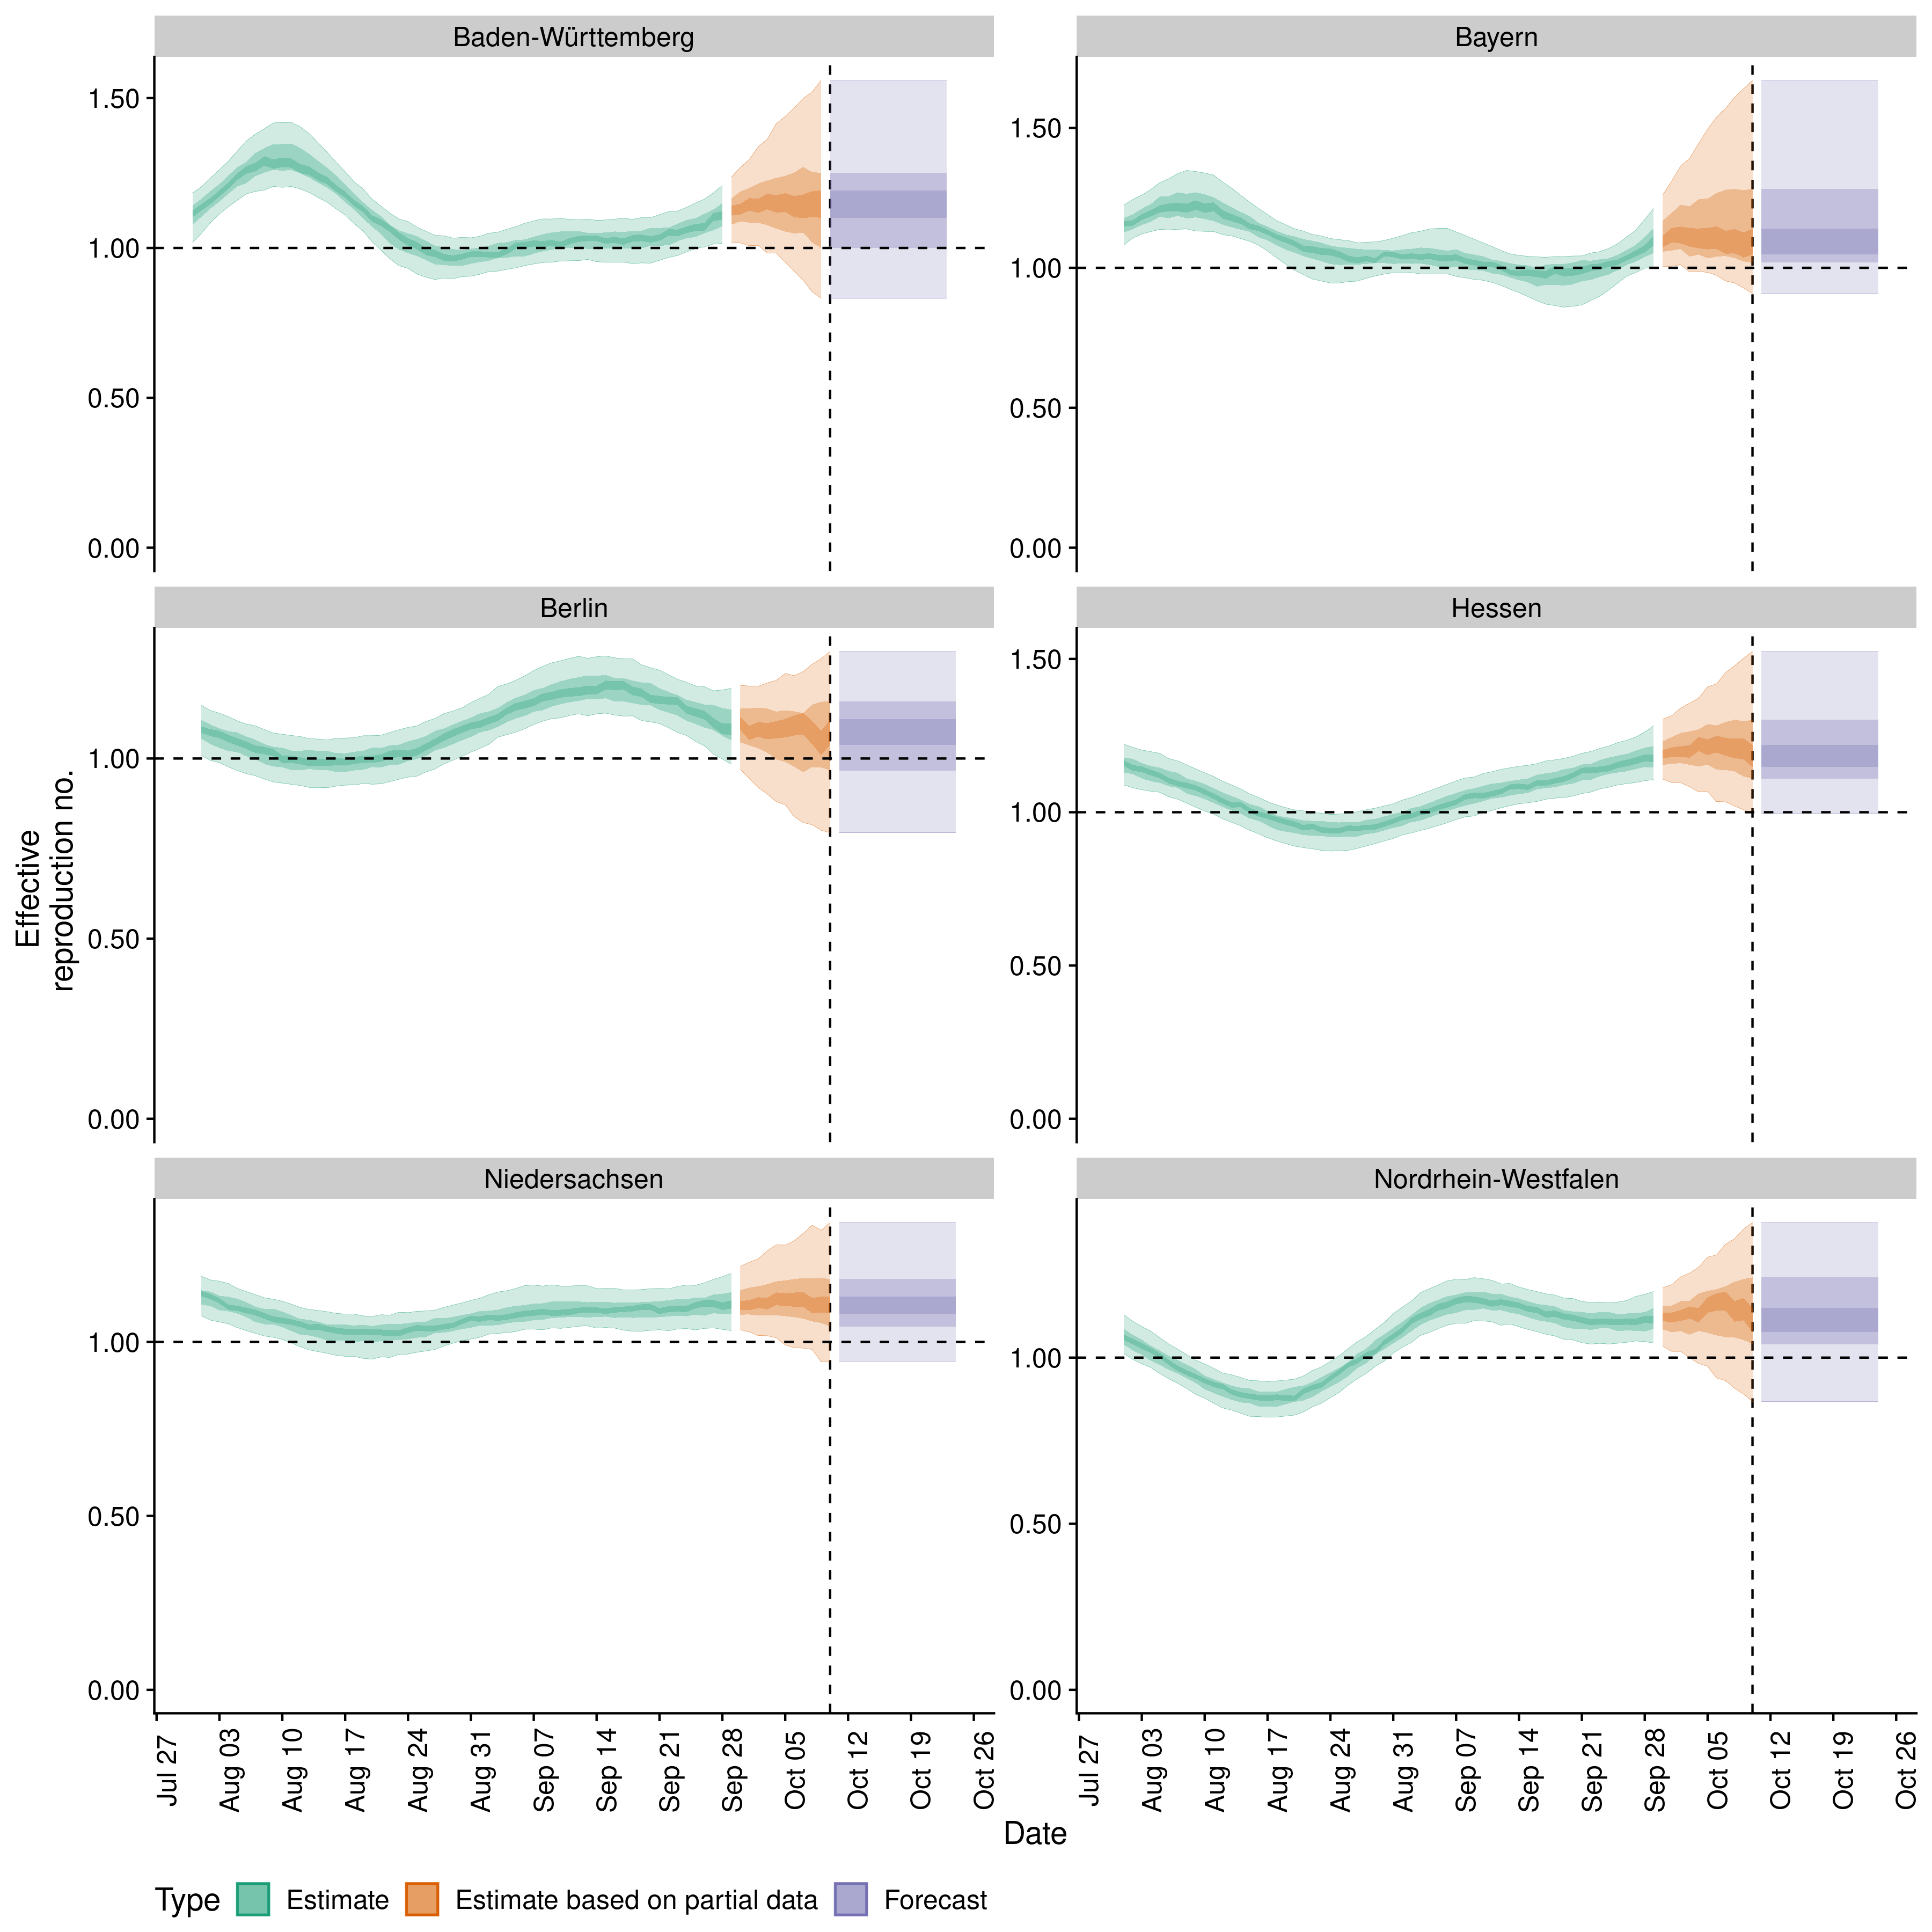 Baden-Württemberg
Bayern
1.50
1.00
0.50
0.00
1.50
1.00
0.50
0.00
Berlin
Hessen
1.00
0.50
0.00
1.50
1.00
0.50
0.00
Effective
reproduction no.
Niedersachsen
Nordrhein-Westfalen
1.00
0.50
0.00
1.00
0.50
0.00
Jul 27
Aug 03
Aug 10
Aug 17
Aug 24
Aug 31
Sep 07
Sep 14
Sep 21
Sep 28
Oct 05
Oct 12
Oct 19
Oct 26
Jul 27
Aug 03
Aug 10
Aug 17
Aug 24
Aug 31
Sep 07
Sep 14
Sep 21
Sep 28
Oct 05
Oct 12
Oct 19
Oct 26
Date
Type Estimate Estimate based on partial data Forecast